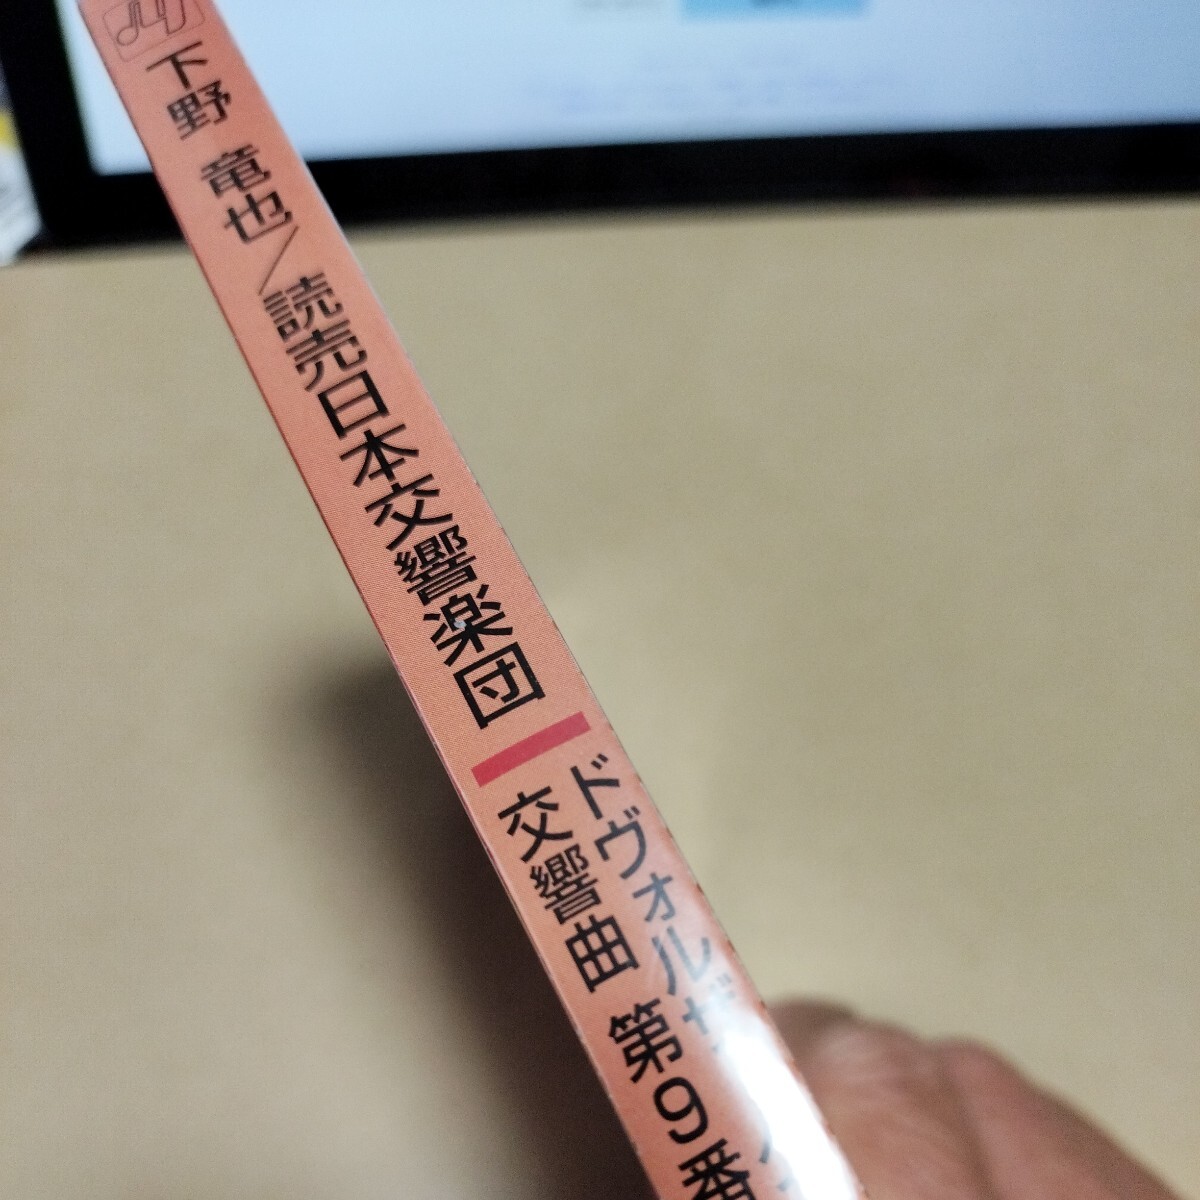 下野 竜也/読売日本交響楽団
ドヴォルザ
交響曲 第9番